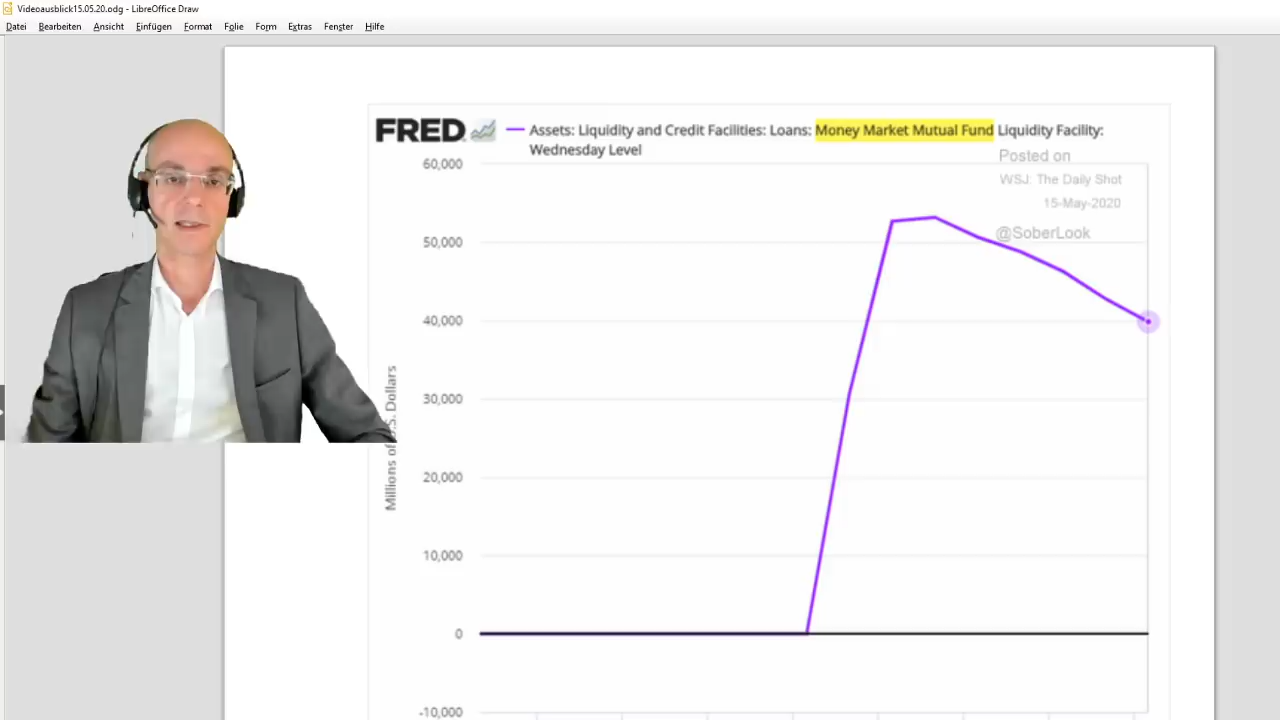 Videoausblick15.05.20.odg - LibreOffice Draw
Datei Bearbeiten Ansicht Einfügen Format Folie Form Extras Fenster Hilfe
FRED
Assets: Liquidity and Credit Facilities: Loans: Money Market Mutual Fund Liquidity Facility:
Wednesday Level
Posted on
WSJ: The Daily Shot
15-May-2020
@SoberLook
60,000
50,000
40,000
30,000
20,000
10,000
0
-10,000
Millions of U.S. Dollars